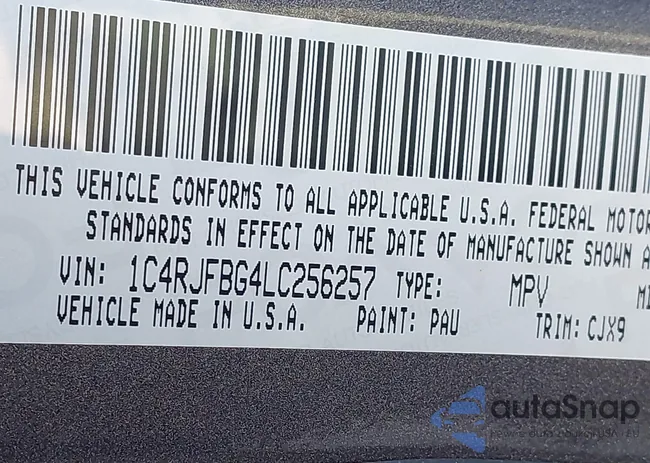 THIS VEHICLE CONFORMS TO ALL APPLICABLE U.S.A. FEDERAL MOTOR
STANDARDS IN EFFECT ON THE DATE OF MANUFACTURE SHOWN A
VIN: 1C4RJFBG4LC256257 TYPE: MPV
VEHICLE MADE IN U.S.A. PAINT: PAU TRIM: CJX9
autoSnap